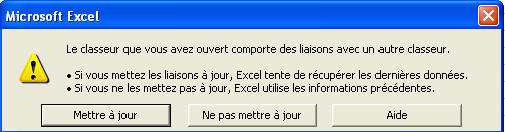 Microsoft Excel
Le classeur que vous avez ouvert comporte des liaisons avec un autre classeur.
• Si vous mettez les liaisons à jour, Excel tente de récupérer les dernières données.
• Si vous ne les mettez pas à jour, Excel utilise les informations précédentes.
Mettre à jour Ne pas mettre à jour Aide